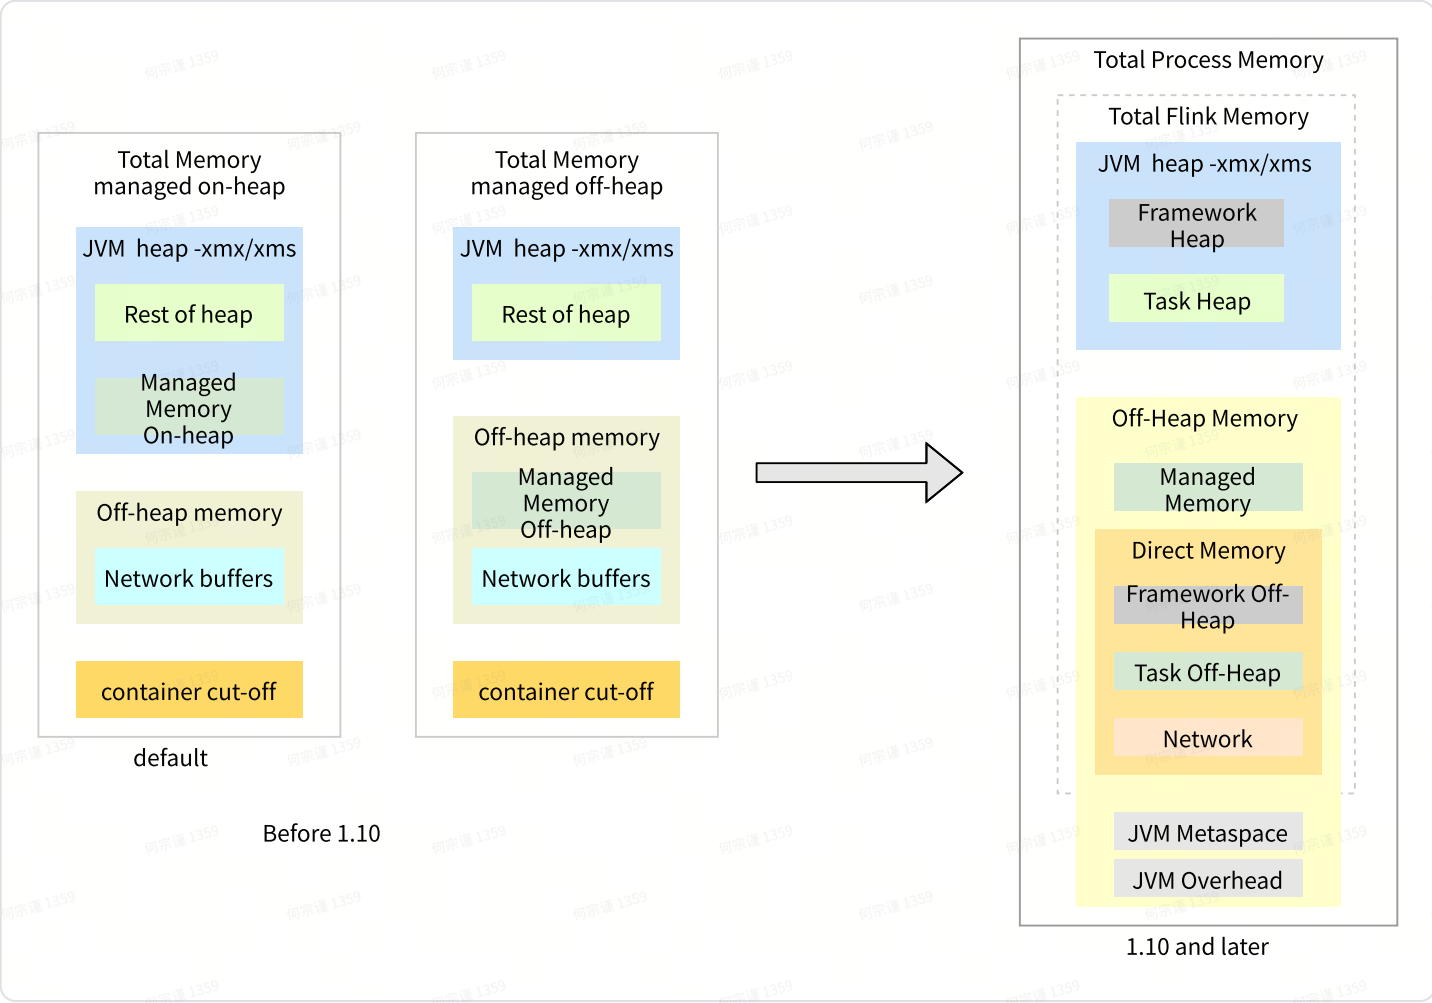 Total Memory
managed on-heap
JVM  heap -xmx/xms
Rest of heap
Managed
Memory
On-heap
Off-heap memory
Network buffers
container cut-off
default
Total Memory
managed off-heap
JVM  heap -xmx/xms
Rest of heap
Off-heap memory
Managed
Memory
Off-heap
Network buffers
container cut-off
Before 1.10
Total Process Memory
Total Flink Memory
JVM  heap -xmx/xms
Framework
Heap
Task Heap
Off-Heap Memory
Managed
Memory
Direct Memory
Framework Off-
Heap
Task Off-Heap
Network
JVM Metaspace
JVM Overhead
1.10 and later
何宗谨 1359